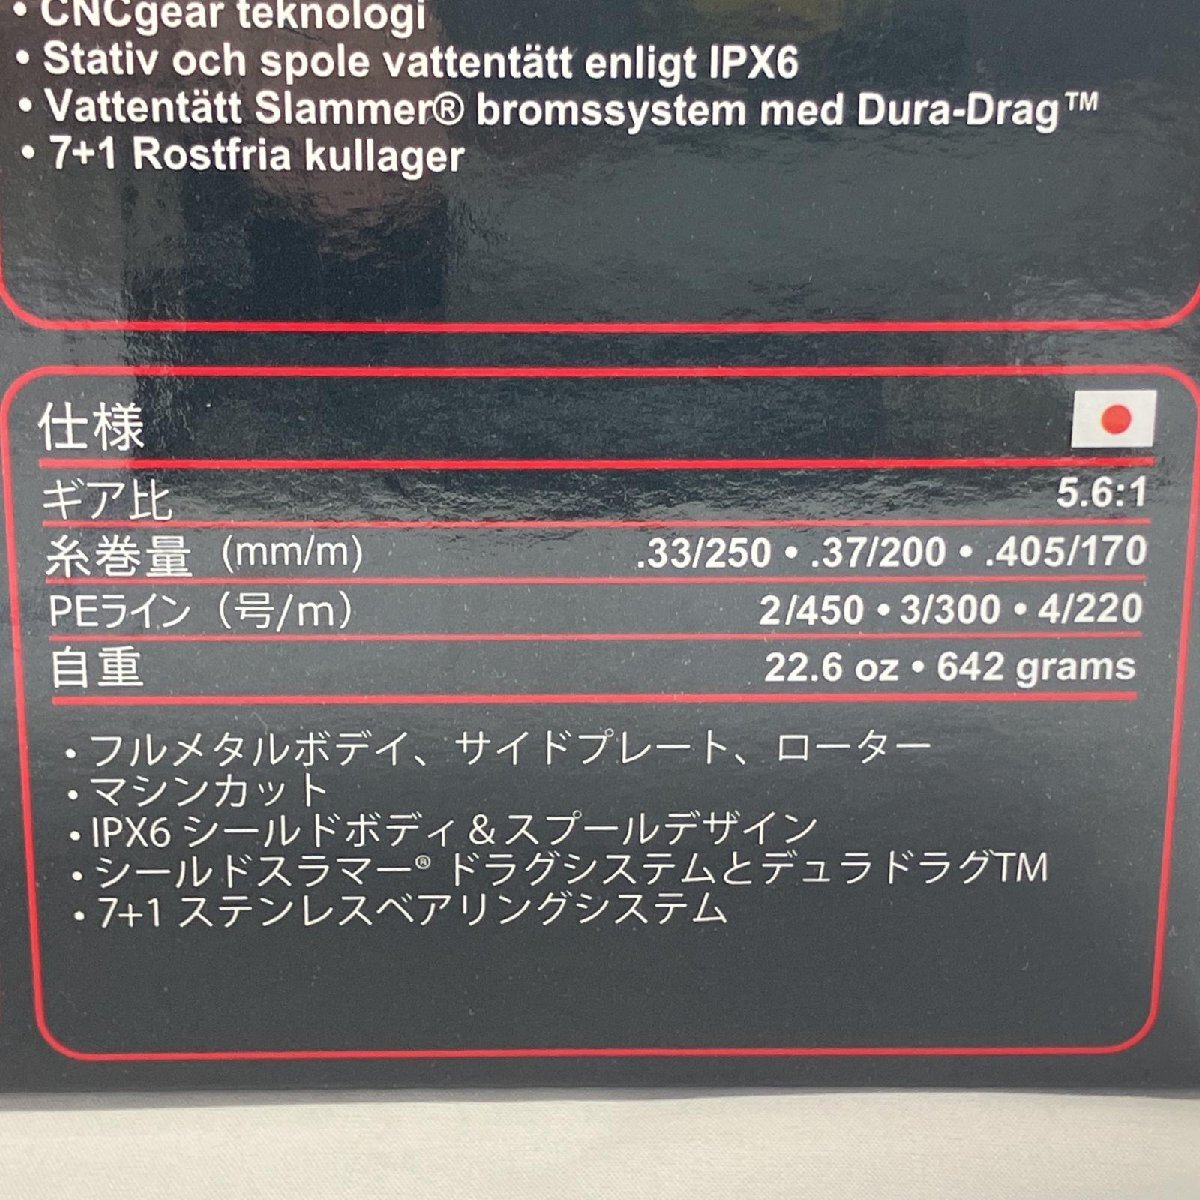 • CNCgear teknologi
• Stativ och spole vattentätt enligt IPX6
• Vattentätt Slammer® bromssystem med Dura-Drag™
• 7+1 Rostfria kullager
仕様
ギア比 5.6:1
糸巻量 (mm/m) .33/250 • .37/200 • .405/170
PEライン (号/m) 2/450 • 3/300 • 4/220
自重 22.6 oz • 642 grams
・フルメタルボデイ、サイドプレート、ローター
・マシンカット
・IPX6 シールドボディ＆スプールデザイン
・シールドスラマー® ドラグシステムとデュラドラグTM
・7+1 ステンレスベアリングシステム